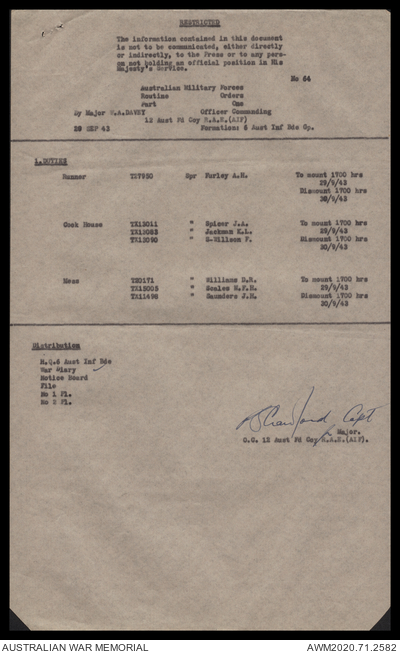 RESTRICTED
The information contained in this document
is not to be communicated, either directly
or indirectly, to the Press or to any per-
son not holding an official position in His
Majesty's Service.
No 64
Australian Military Forces
Routine Orders
Part One
By Major W.A.DAVEY Officer Commanding
12 Aust Fd Coy R.A.E.(AIF)
28 SEP 43 Formation: 6 Aust Inf Bde Gp.
1.DUTIES
Runner Spr Furley A.H. To mount 1700 hrs
29/9/43
Dismount 1700 hrs
30/9/43
Cook House " Spicer J.A. To mount 1700 hrs
" Jackman K.L. 29/9/43
" F. Dismount 1700 hrs
30/9/43
Mess " Williams D.R. To mount 1700 hrs
" Scales 29/9/43
" Saunders J.H. Dismount 1700 hrs
30/9/43
Distribution
H.Q.6 Aust Inf Bde
War Diary
Notice Board
File
No 1 Pl.
No 2 Pl.
Capt
Major.
O.C. 12 Aust Fd Coy R.A.E.(AIF).
AUSTRALIAN WAR MEMORIAL
AWM2020.71.2582